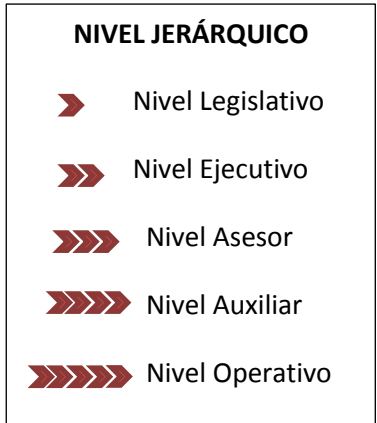 NIVEL JERÁRQUICO
Nivel Legislativo
Nivel Ejecutivo
Nivel Asesor
Nivel Auxiliar
Nivel Operativo